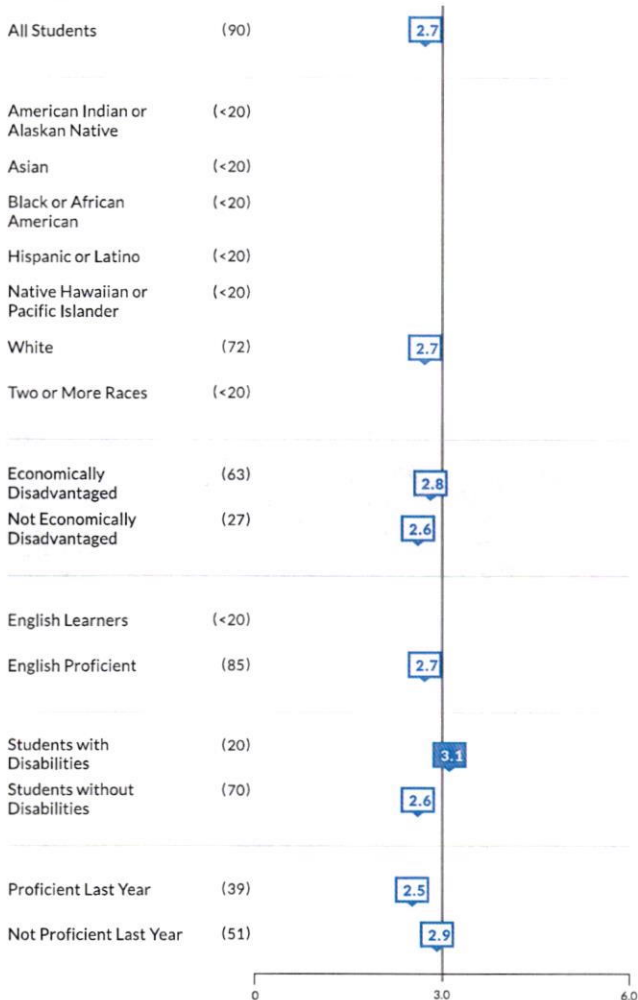 All Students (90) 2.7
American Indian or (<20)
Alaskan Native
Asian (<20)
Black or African (<20)
American
Hispanic or Latino (<20)
Native Hawaiian or (<20)
Pacific Islander
White (72) 2.7
Two or More Races (<20)
Economically (63) 2.8
Disadvantaged
Not Economically (27) 2.6
Disadvantaged
English Learners (<20)
English Proficient (85) 2.7
Students with (20) 3.1
Disabilities
Students without (70) 2.6
Disabilities
Proficient Last Year (39) 2.5
Not Proficient Last Year (51) 2.9
0 3.0 6.0